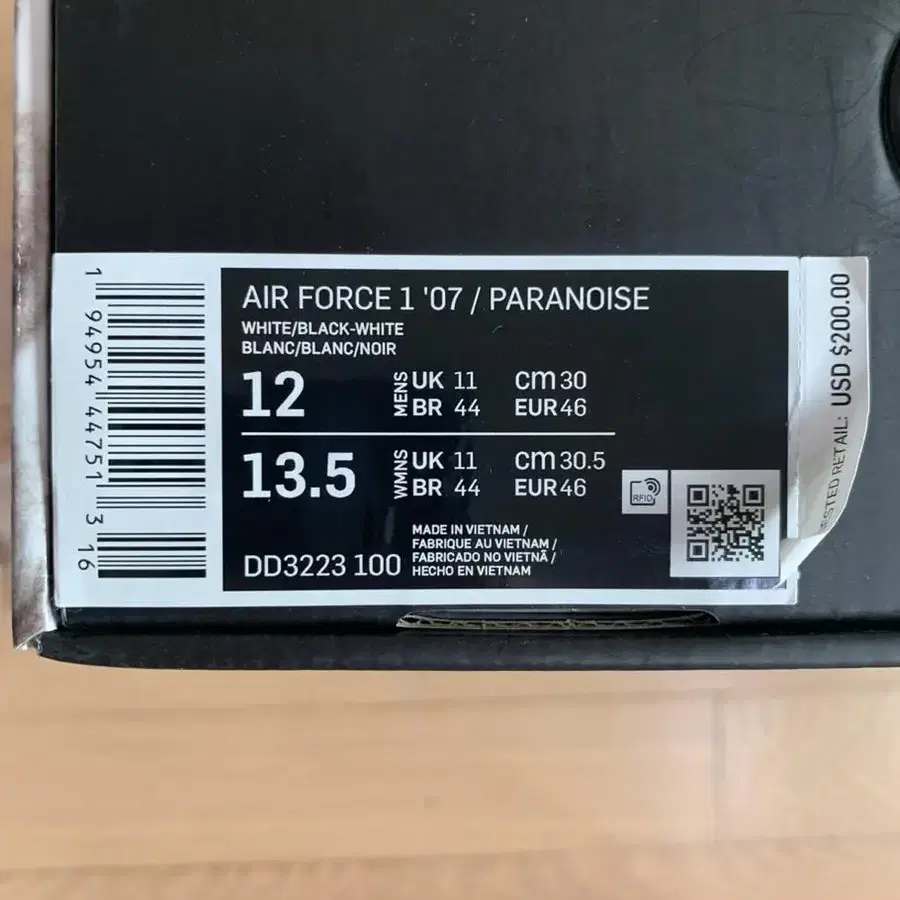 AIR FORCE 1 '07 / PARANOISE
WHITE/BLACK-WHITE
BLANC/BLANC/NOIR
12
MENS
UK 11 cm 30
BR 44 EUR 46
13.5
WMNS
UK 11 cm 30.5
BR 44 EUR 46
RFID
DD3223 100
MADE IN VIETNAM /
FABRIQUE AU VIETNAM /
FABRICADO NO VIETNÃ /
HECHO EN VIETNAM
1 94954 44751 3 16
RETAIL: USD $200.00